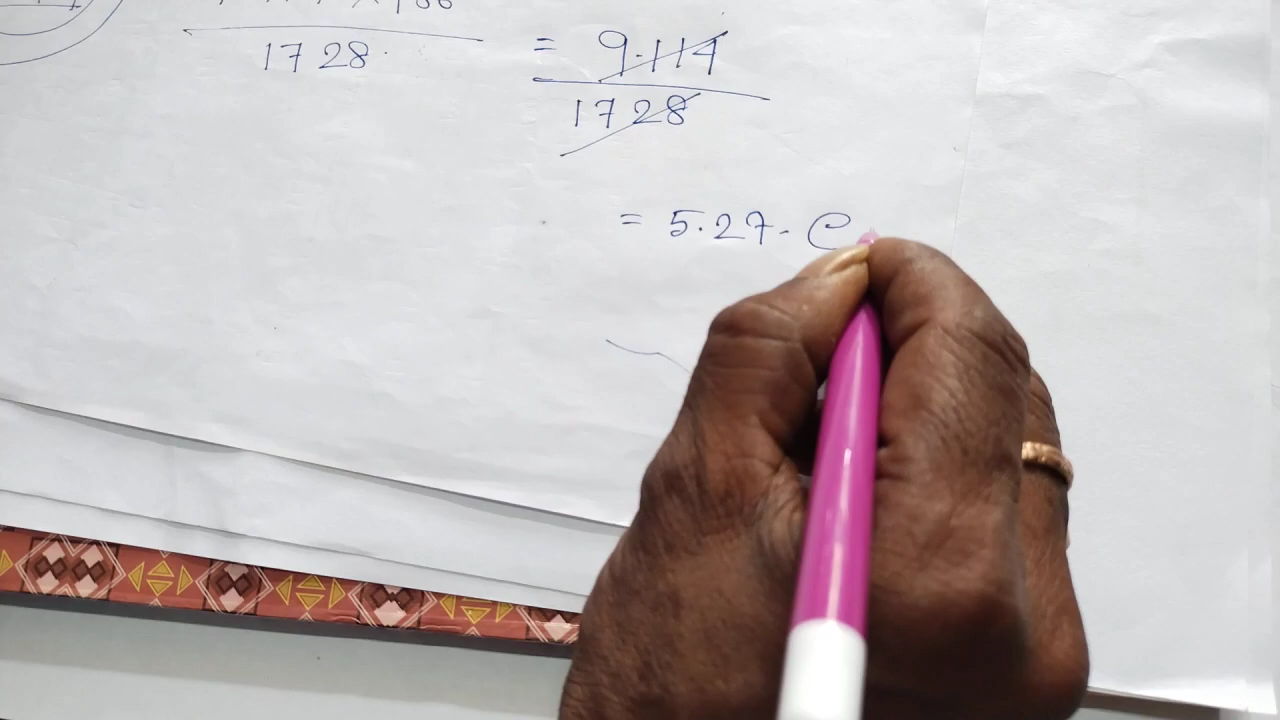 1728.
= 9.114
1728
= 5.27. C